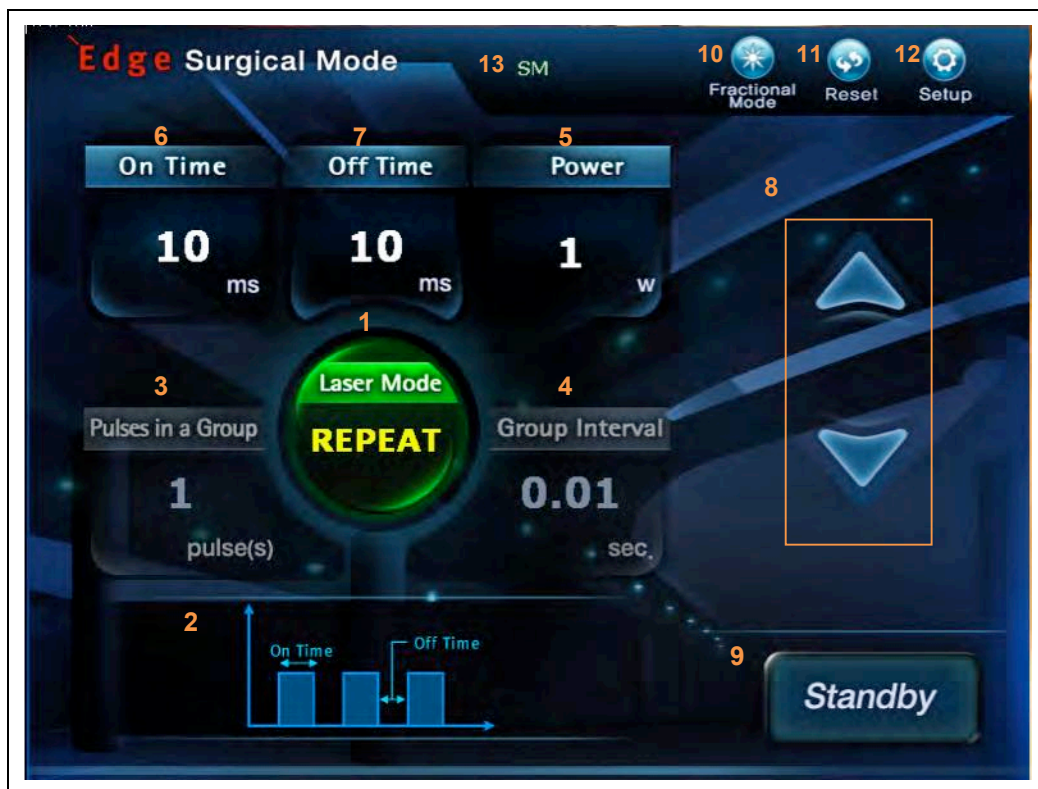 Edge Surgical Mode
13 SM
10
11
12
Fractional
Mode
Reset
Setup
6
7
5
On Time
Off Time
Power
8
10
ms
10
ms
1
w
1
Laser Mode
REPEAT
3
Pulses in a Group
1
pulse(s)
4
Group Interval
0.01
sec.
2
On Time
Off Time
9
Standby